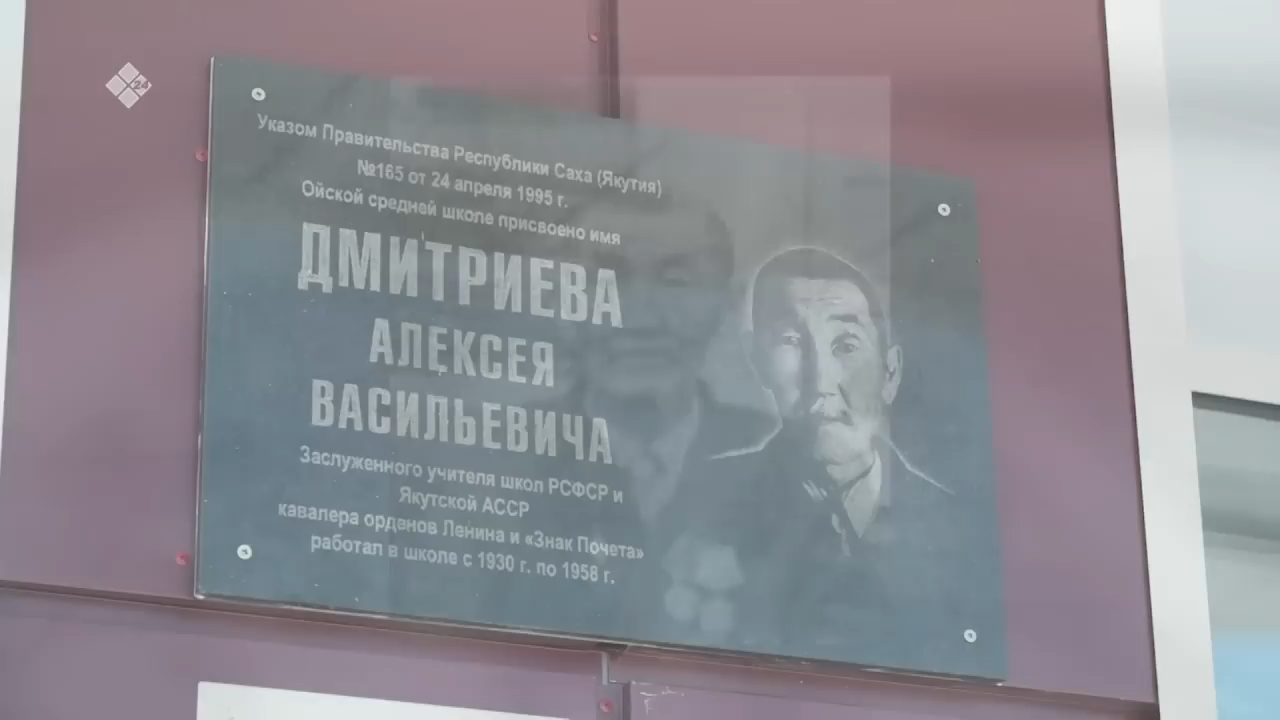 Я24
Указом Правительства Республики Саха (Якутия)
№165 от 24 апреля 1995 г.
Ойской средней школе присвоено имя
ДМИТРИЕВА
АЛЕКСЕЯ
ВАСИЛЬЕВИЧА
Заслуженного учителя школ РСФСР и
Якутской АССР
кавалера орденов Ленина и «Знак Почета»
работал в школе с 1930 г. по 1958 г.